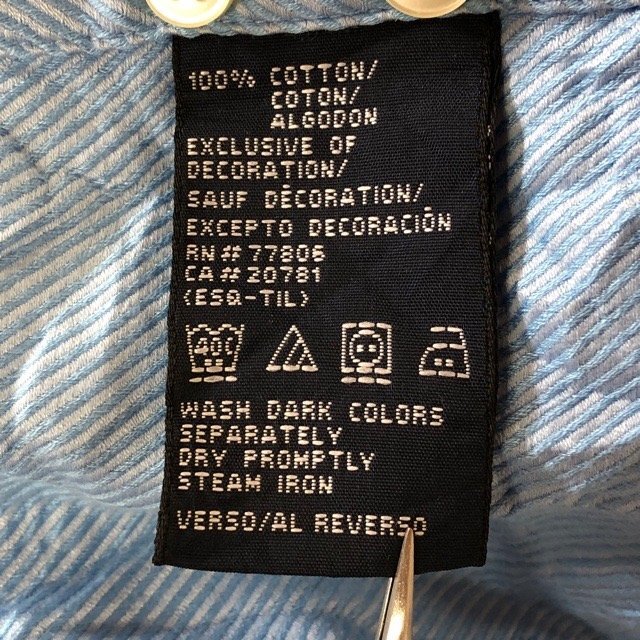 100% COTTON/
COTON/
ALGODON
EXCLUSIVE OF
DECORATION/
SAUF DÉCORATION/
EXCEPTO DECORACIÓN
RN# 77806
CA# 20781
(ESQ-TIL)
40
WASH DARK COLORS
SEPARATELY
DRY PROMPTLY
STEAM IRON
VERSO/AL REVERSO